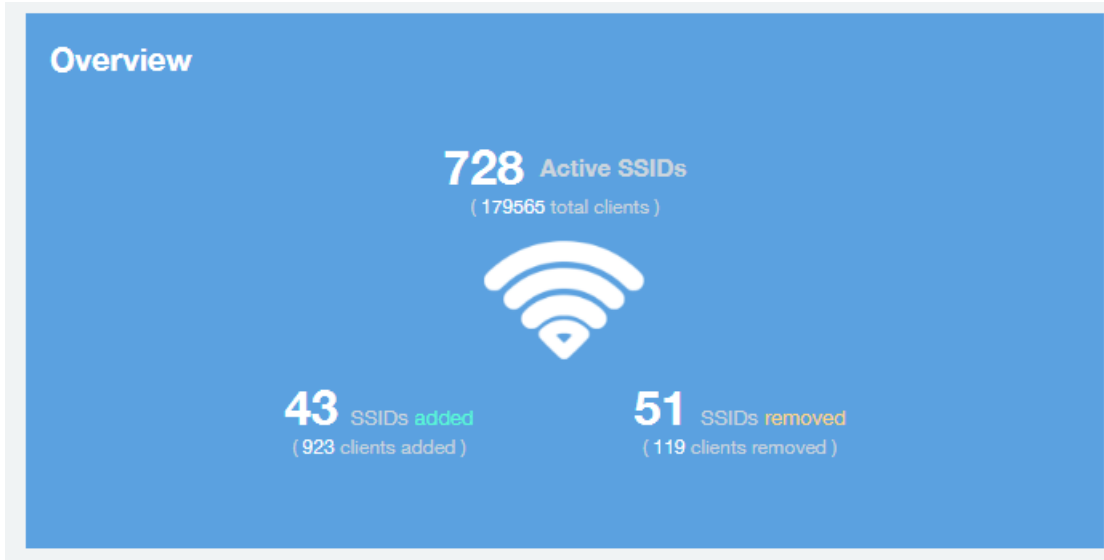 Overview
728 Active SSIDs
( 179565 total clients )
43 SSIDs added
( 923 clients added )
51 SSIDs removed
( 119 clients removed )